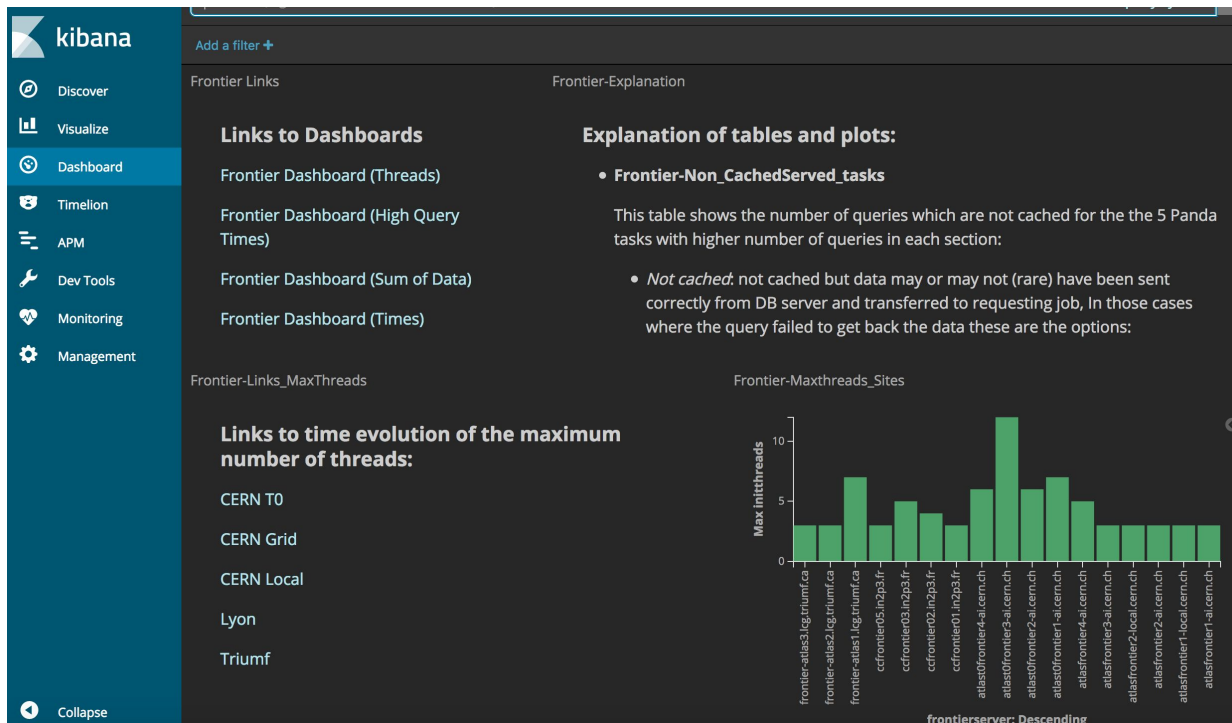 kibana
Discover
Visualize
Dashboard
Timelion
APM
Dev Tools
Monitoring
Management
Collapse
Add a filter +
Frontier Links
Links to Dashboards
Frontier Dashboard (Threads)
Frontier Dashboard (High Query
Times)
Frontier Dashboard (Sum of Data)
Frontier Dashboard (Times)
Frontier-Explanation
Explanation of tables and plots:
• Frontier-Non_CachedServed_tasks
This table shows the number of queries which are not cached for the the 5 Panda
tasks with higher number of queries in each section:
• Not cached: not cached but data may or may not (rare) have been sent
correctly from DB server and transferred to requesting job, In those cases
where the query failed to get back the data these are the options:
Frontier-Links_MaxThreads
Links to time evolution of the maximum
number of threads:
CERN T0
CERN Grid
CERN Local
Lyon
Triumf
Frontier-Maxthreads_Sites
Max initthreads
10
5
0
frontier-atlas3.lcg.triumf.ca
frontier-atlas2.lcg.triumf.ca
frontier-atlas1.lcg.triumf.ca
ccfrontier05.in2p3.fr
ccfrontier03.in2p3.fr
ccfrontier02.in2p3.fr
ccfrontier01.in2p3.fr
atlast0frontier4-ai.cern.ch
atlast0frontier3-ai.cern.ch
atlast0frontier2-ai.cern.ch
atlast0frontier1-ai.cern.ch
atlasfrontier4-ai.cern.ch
atlasfrontier3-ai.cern.ch
atlasfrontier2-local.cern.ch
atlasfrontier2-ai.cern.ch
atlasfrontier1-local.cern.ch
atlasfrontier1-ai.cern.ch
frontierserver: Descending